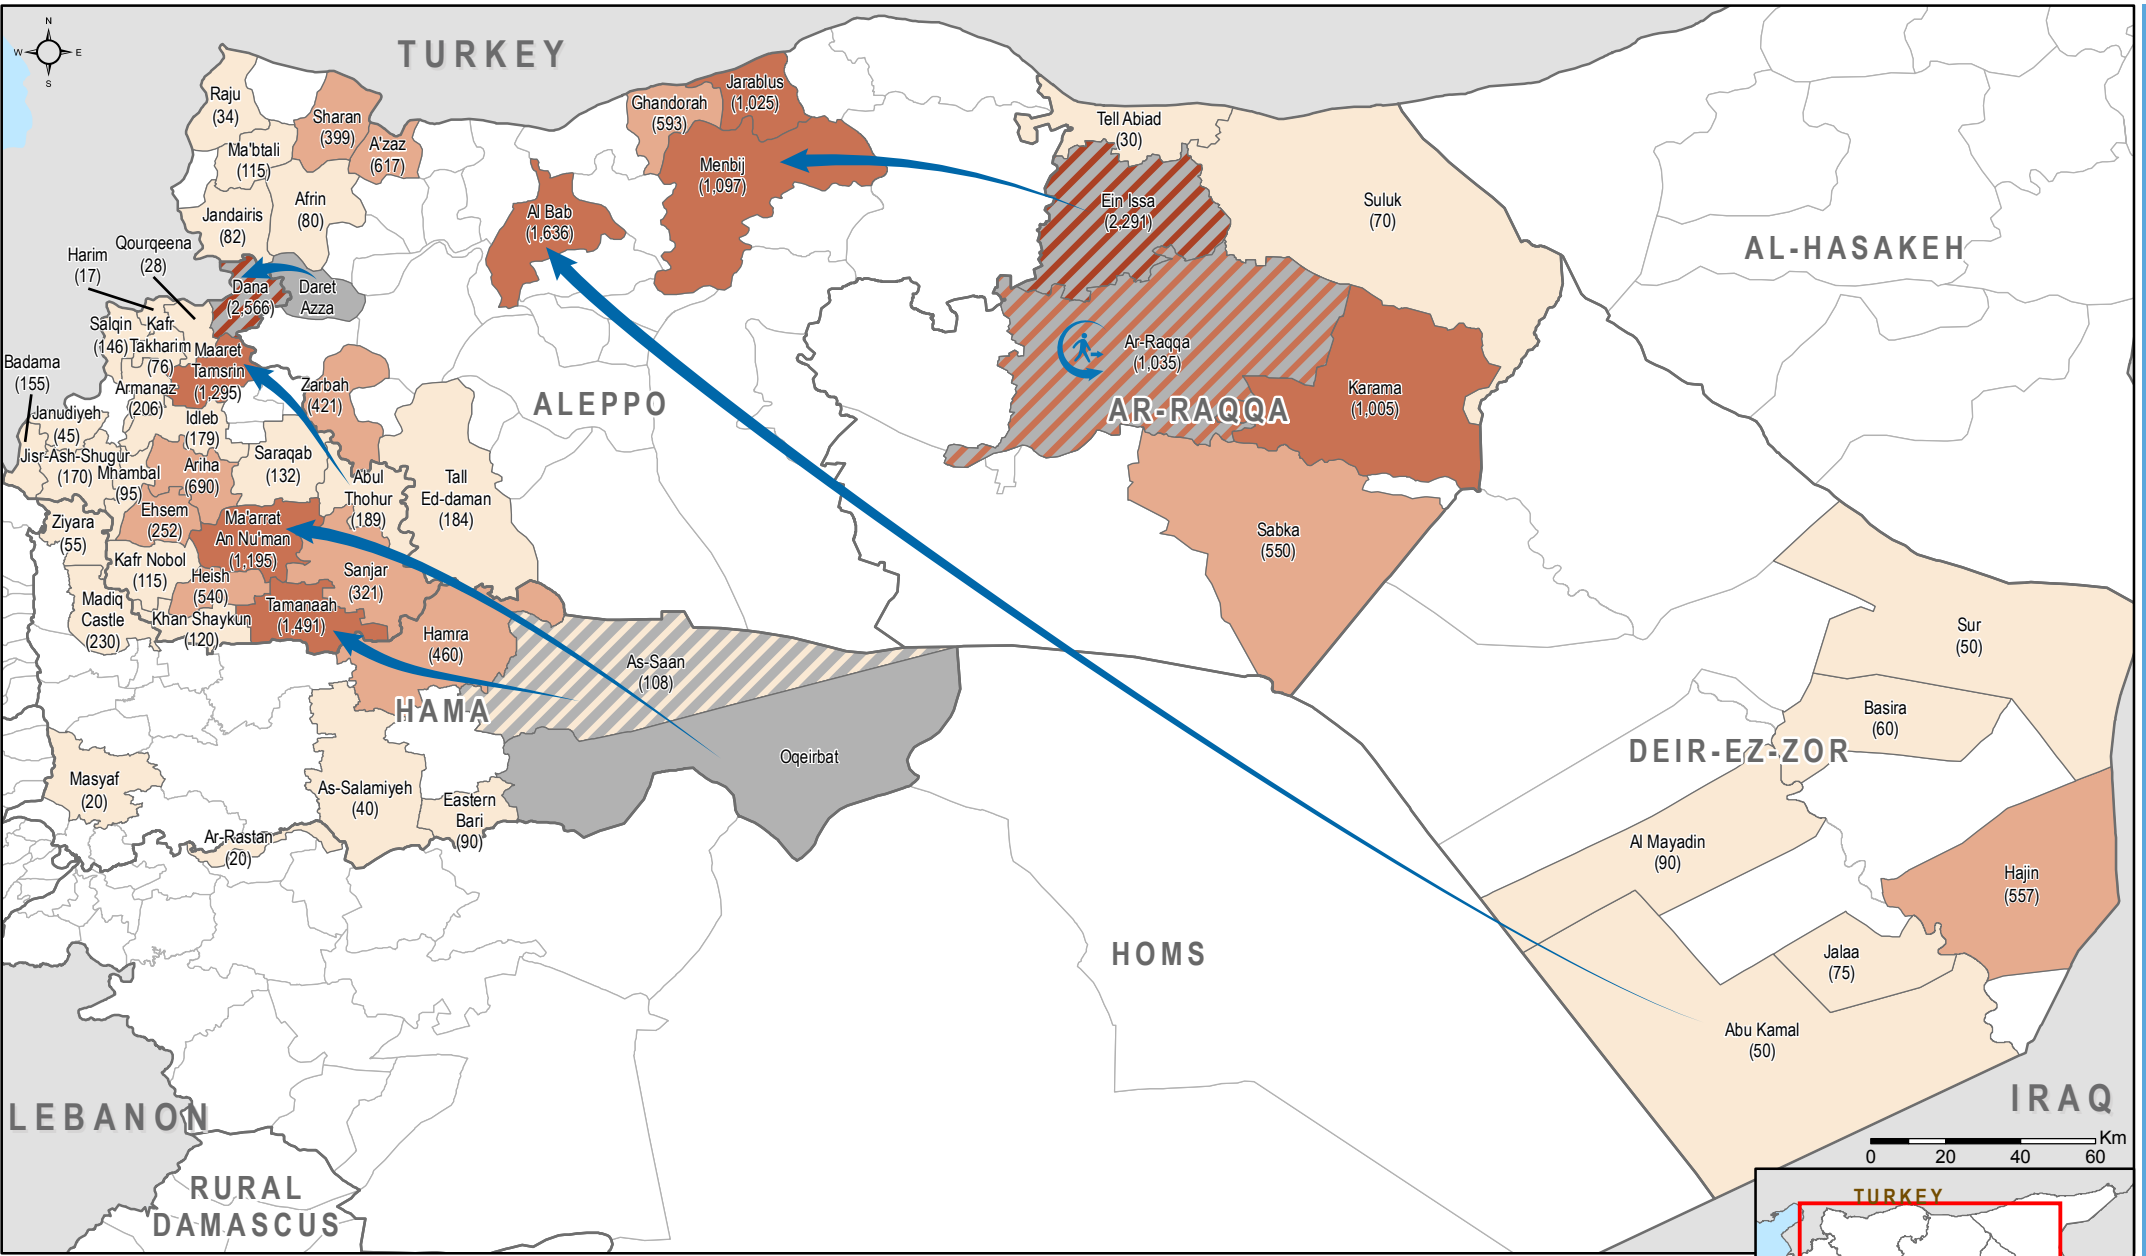 N
W
E
S
TURKEY
Raju
(34)
Sharan
(399)
A'zaz
(617)
Ma'btali
(115)
Afrin
(80)
Jandairis
(82)
Ghandorah
(593)
Jarablus
(1,025)
Menbij
(1,097)
Al Bab
(1,636)
Tell Abiad
(30)
Ein Issa
(2,291)
Suluk
(70)
AL-HASAKEH
Harim
(17)
Qourqeena
(28)
Dana
(2,566)
Daret
Azza
Salqin
(146)
Kafr
Takharim
(76)
Maaret
Tamsrin
(1,295)
Badama
(155)
Armanaz
(206)
Zarbah
(421)
ALEPPO
Ar-Raqqa
(1,035)
AR-RAQQA
Karama
(1,005)
Janudiyeh
(45)
Idleb
(179)
Jisr-Ash-Shugur
(170)
Mhambal
(95)
Ariha
(690)
Saraqab
(132)
Abul
Thohur
(189)
Tall
Ed-daman
(184)
Ziyara
(55)
Ehsem
(252)
Ma'arrat
An Nu'man
(1,195)
Sabka
(550)
Kafr Nobol
(115)
Heish
(540)
Sanjar
(321)
Madiq
Castle
(230)
Khan Shaykun
(120)
Tamanaah
(1,491)
Hamra
(460)
As-Saan
(108)
HAMA
Oqeirbat
Sur
(50)
Basira
(60)
DEIR-EZ-ZOR
Masyaf
(20)
As-Salamiyeh
(40)
Eastern
Bari
(90)
Ar-Rastan
(20)
Al Mayadin
(90)
Hajin
(557)
HOMS
Jalaa
(75)
Abu Kamal
(50)
LEBANON
IRAQ
RURAL
DAMASCUS
Km
0 20 40 60
TURKEY